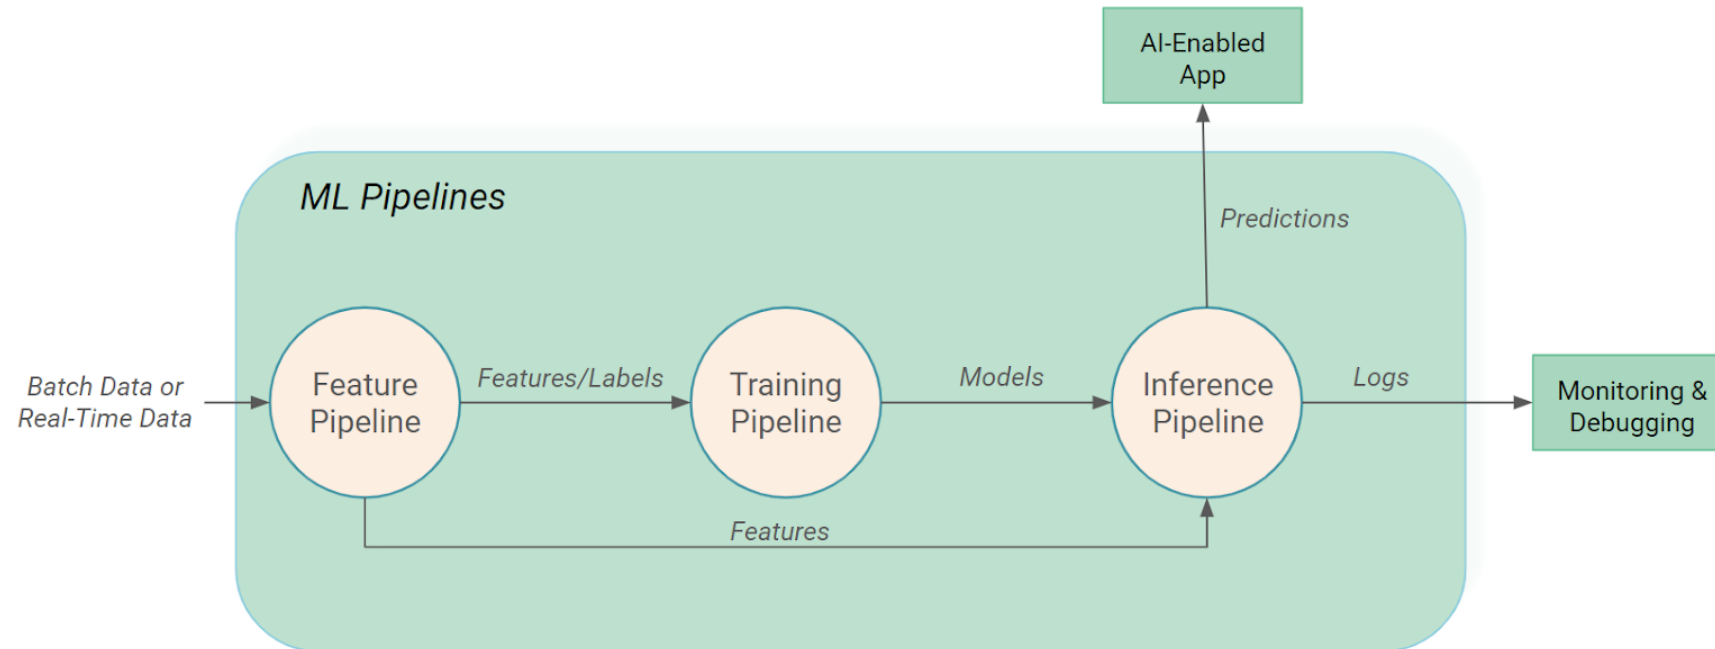 AI-Enabled
App
ML Pipelines
Predictions
Batch Data or
Real-Time Data
Feature
Pipeline
Features/Labels
Training
Pipeline
Models
Inference
Pipeline
Logs
Monitoring &
Debugging
Features